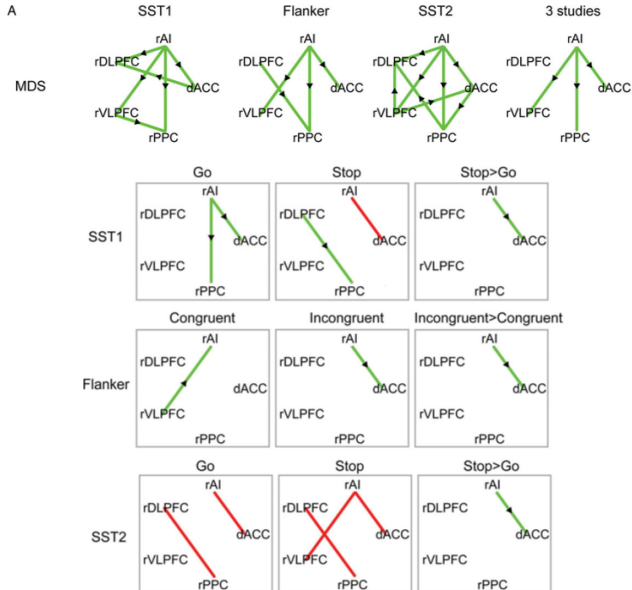 A
SST1 Flanker SST2 3 studies
MDS
rAI rAI rAI rAI
rDLPFC rDLPFC rDLPFC rDLPFC
dACC dACC dACC dACC
rVLPFC rVLPFC rVLPFC rVLPFC
rPPC rPPC rPPC rPPC
Go Stop Stop>Go
SST1
rAI rAI rAI
rDLPFC rDLPFC rDLPFC
dACC dACC dACC
rVLPFC rVLPFC rVLPFC
rPPC rPPC rPPC
Congruent Incongruent Incongruent>Congruent
Flanker
rAI rAI rAI
rDLPFC rDLPFC rDLPFC
dACC dACC dACC
rVLPFC rVLPFC rVLPFC
rPPC rPPC rPPC
Go Stop Stop>Go
SST2
rAI rAI rAI
rDLPFC rDLPFC rDLPFC
dACC dACC dACC
rVLPFC rVLPFC rVLPFC
rPPC rPPC rPPC